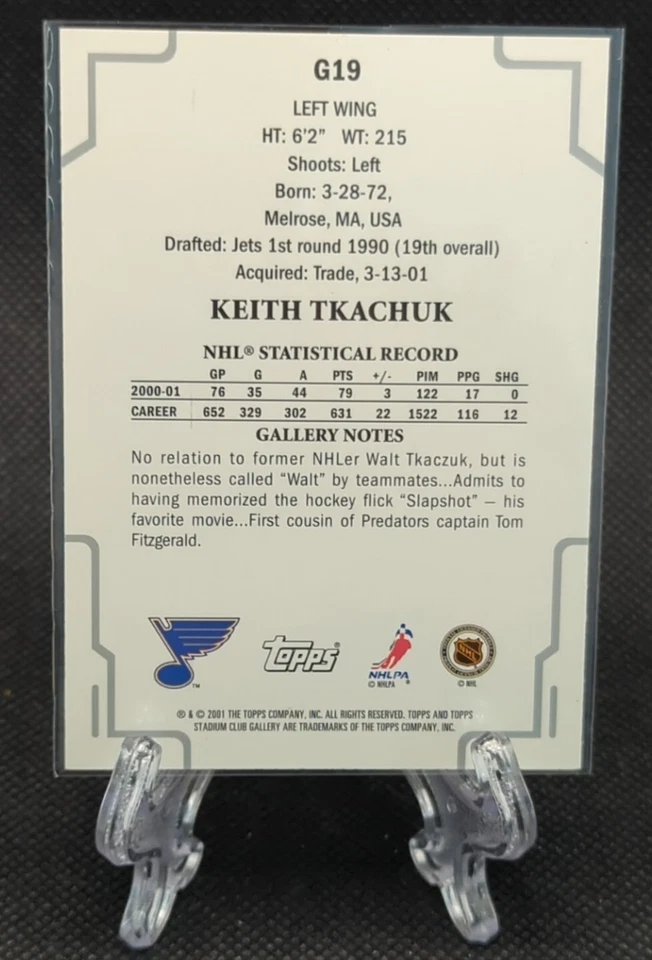 G19
LEFT WING
HT: 6'2" WT: 215
Shoots: Left
Born: 3-28-72,
Melrose, MA, USA
Drafted: Jets 1st round 1990 (19th overall)
Acquired: Trade, 3-13-01
KEITH TKACHUK
NHL® STATISTICAL RECORD
GP G A PTS +/- PIM PPG SHG
2000-01 76 35 44 79 3 122 17 0
CAREER 652 329 302 631 22 1522 116 12
GALLERY NOTES
No relation to former NHLer Walt Tkaczuk, but is
nonetheless called "Walt" by teammates...Admits to
having memorized the hockey flick "Slapshot" – his
favorite movie...First cousin of Predators captain Tom
Fitzgerald.
TM
Topps®
NHLPA®
© NHLPA
NHL
© NHL
® & © 2001 THE TOPPS COMPANY, INC. ALL RIGHTS RESERVED. TOPPS AND TOPPS
STADIUM CLUB GALLERY ARE TRADEMARKS OF THE TOPPS COMPANY, INC.